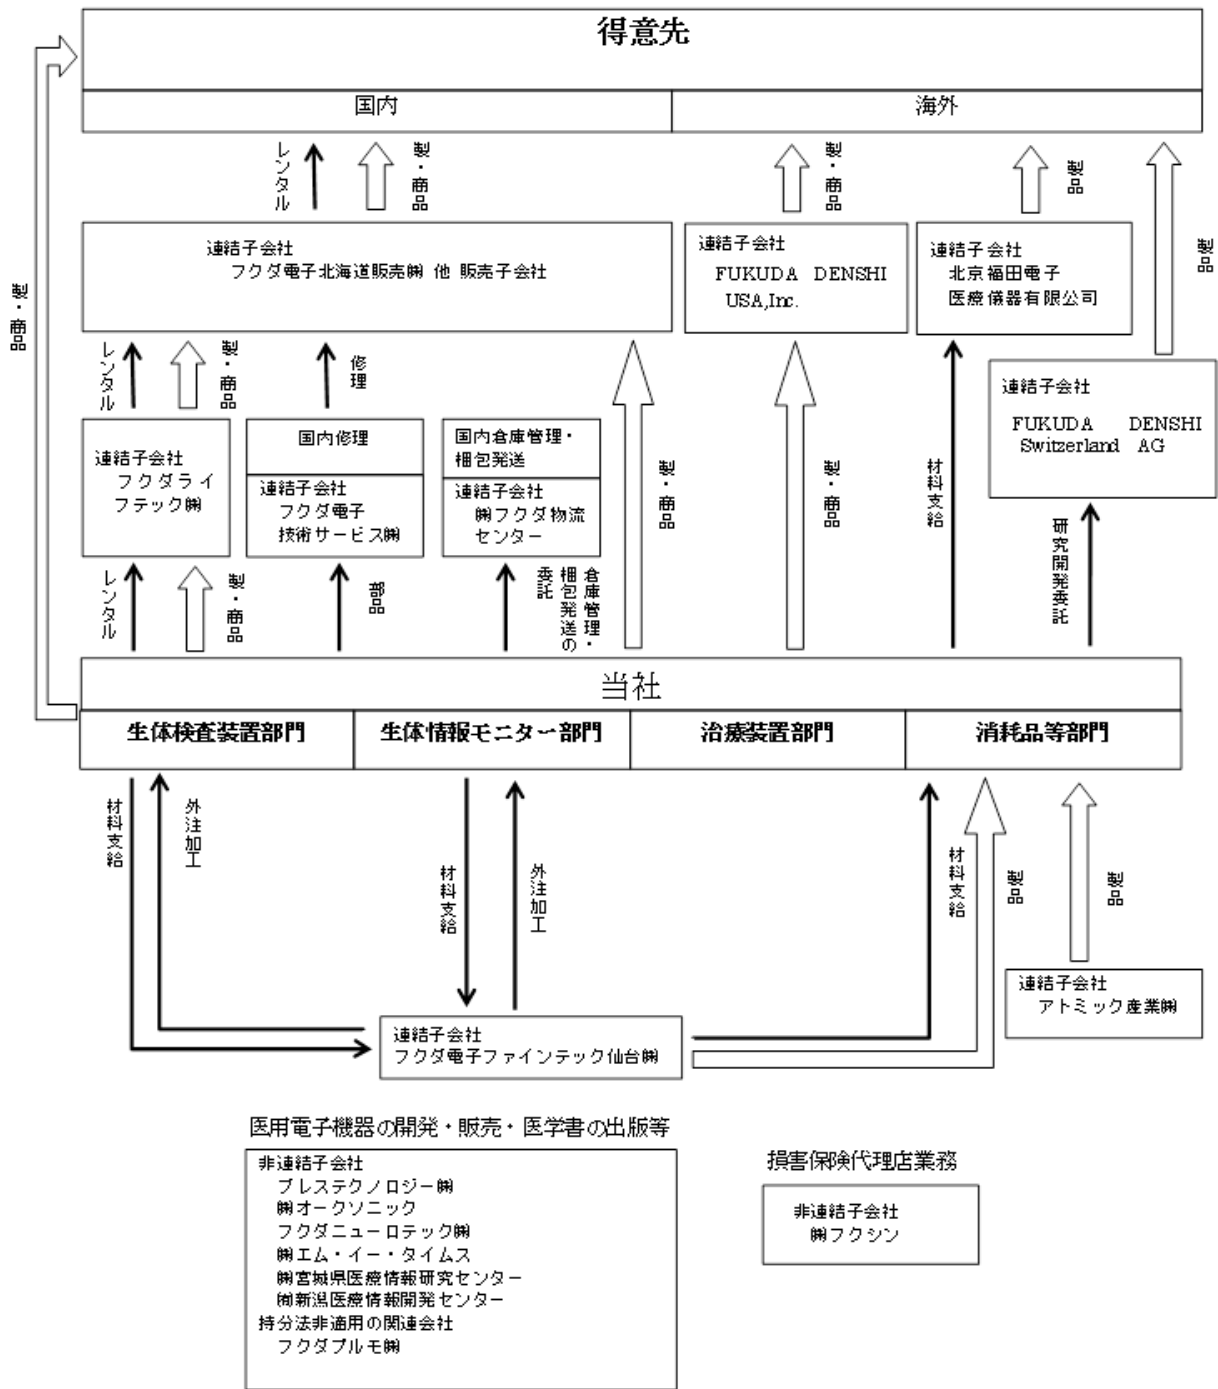 得意先
国内
海外
レンタル
製・商品
製・商品
製品
製品
連結子会社
フクダ電子北海道販売㈱ 他 販売子会社
連結子会社
FUKUDA DENSHI
USA,Inc.
連結子会社
北京福田電子
医療儀器有限公司
製・商品
レンタル
製・商品
修理
製・商品
製・商品
材料支給
連結子会社
FUKUDA DENSHI
Switzerland AG
連結子会社
フクダライ
フテック㈱
国内修理
連結子会社
フクダ電子
技術サービス㈱
国内倉庫管理・
梱包発送
連結子会社
㈱フクダ物流
センター
レンタル
製・商品
部品
倉庫管理・
梱包発送の
委託
研究開発委託
当社
生体検査装置部門
生体情報モニター部門
治療装置部門
消耗品等部門
材料支給
外注加工
材料支給
外注加工
材料支給
製品
製品
連結子会社
アトミック産業㈱
連結子会社
フクダ電子ファインテック仙台㈱
医用電子機器の開発・販売・医学書の出版等
非連結子会社
ブレステクノロジー㈱
㈱オークソニック
フクダニューロテック㈱
㈱エム・イー・タイムス
㈱宮城県医療情報研究センター
㈲新潟医療情報開発センター
持分法非適用の関連会社
フクダプルモ㈱
損害保険代理店業務
非連結子会社
㈱フクシン